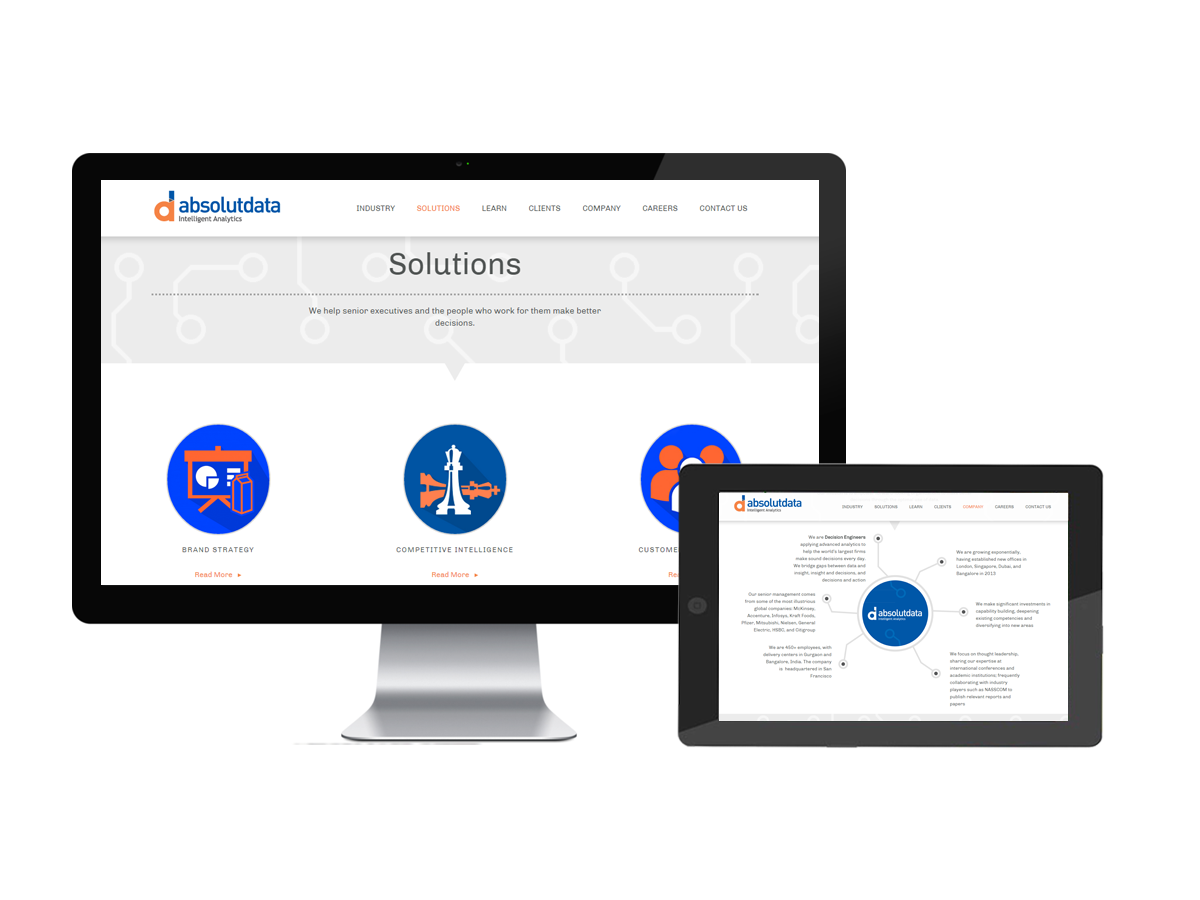 absolutdata
Intelligent Analytics
INDUSTRY SOLUTIONS LEARN CLIENTS COMPANY CAREERS CONTACT US
Solutions
We help senior executives and the people who work for them make better
decisions.
BRAND STRATEGY
Read More
COMPETITIVE INTELLIGENCE
Read More
CUSTOME
Rea
absolutdata
Intelligent Analytics
INDUSTRY SOLUTIONS LEARN CLIENTS COMPANY CAREERS CONTACT US
We are Decision Engineers
applying advanced analytics to
help the world's largest firms
make sound decisions every day.
We bridge gaps between data and
insight, insight and decisions, and
decisions and action
Our senior management comes
from some of the most illustrious
global companies: McKinsey,
Accenture, Infosys, Kraft Foods,
Pfizer, Mitsubishi, Nielsen, General
Electric, HSBC, and Citigroup
We are 460+ employees, with
delivery centers in Gurgaon and
Bangalore, India. The company
is headquartered in San
Francisco
absolutdata
Intelligent Analytics
We are growing exponentially,
having established new offices in
London, Singapore, Dubai, and
Bangalore in 2013
We make significant investments in
capability building, deepening
existing competencies and
diversifying into new areas
We focus on thought leadership,
sharing our expertise at
international conferences and
academic institutions; frequently
collaborating with industry
players such as NASSCOM to
publish relevant reports and
papers